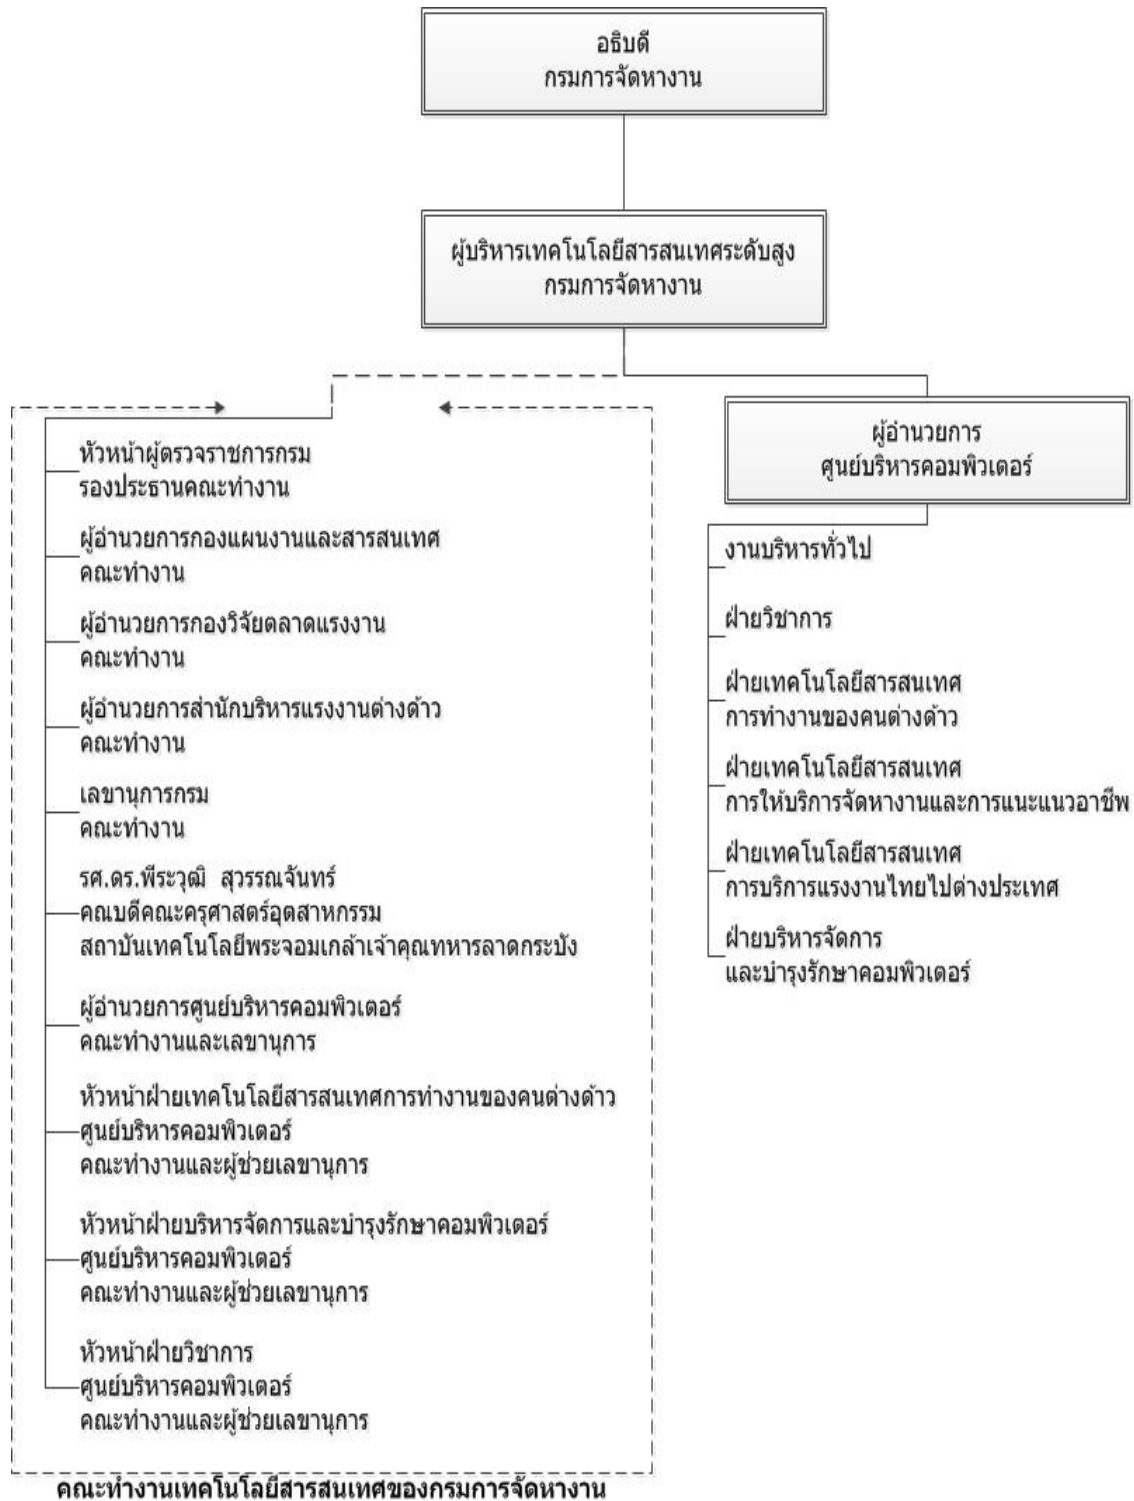 อธิบดี
กรมการจัดหางาน
ผู้บริหารเทคโนโลยีสารสนเทศระดับสูง
กรมการจัดหางาน
หัวหน้าผู้ตรวจราชการกรม
รองประธานคณะทำงาน
ผู้อำนวยการกองแผนงานและสารสนเทศ
คณะทำงาน
ผู้อำนวยการกองวิจัยตลาดแรงงาน
คณะทำงาน
ผู้อำนวยการสำนักบริหารแรงงานต่างด้าว
คณะทำงาน
เลขานุการกรม
คณะทำงาน
รศ.ดร.พีระวุฒิ สุวรรณจันทร์
คณบดีคณะครุศาสตร์อุตสาหกรรม
สถาบันเทคโนโลยีพระจอมเกล้าเจ้าคุณทหารลาดกระบัง
ผู้อำนวยการศูนย์บริหารคอมพิวเตอร์
คณะทำงานและเลขานุการ
หัวหน้าฝ่ายเทคโนโลยีสารสนเทศการทำงานของคนต่างด้าว
ศูนย์บริหารคอมพิวเตอร์
คณะทำงานและผู้ช่วยเลขานุการ
หัวหน้าฝ่ายบริหารจัดการและบำรุงรักษาคอมพิวเตอร์
ศูนย์บริหารคอมพิวเตอร์
คณะทำงานและผู้ช่วยเลขานุการ
หัวหน้าฝ่ายวิชาการ
ศูนย์บริหารคอมพิวเตอร์
คณะทำงานและผู้ช่วยเลขานุการ
คณะทำงานเทคโนโลยีสารสนเทศของกรมการจัดหางาน
ผู้อำนวยการ
ศูนย์บริหารคอมพิวเตอร์
งานบริหารทั่วไป
ฝ่ายวิชาการ
ฝ่ายเทคโนโลยีสารสนเทศ
การทำงานของคนต่างด้าว
ฝ่ายเทคโนโลยีสารสนเทศ
การให้บริการจัดหางานและการแนะแนวอาชีพ
ฝ่ายเทคโนโลยีสารสนเทศ
การบริการแรงงานไทยไปต่างประเทศ
ฝ่ายบริหารจัดการ
และบำรุงรักษาคอมพิวเตอร์